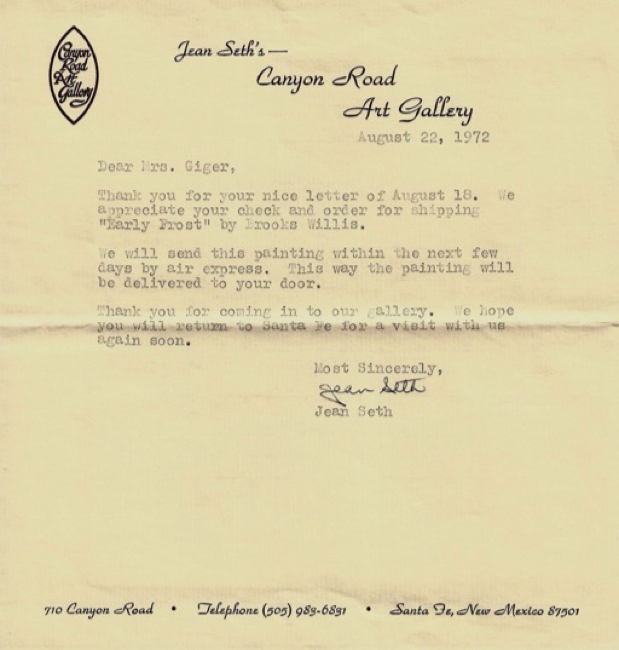 Canyon
Road
Art
Gallery
Jean Seth's —
Canyon Road
Art Gallery
August 22, 1972
Dear Mrs. Giger,
Thank you for your nice letter of August 18. We
appreciate your check and order for shipping
"Early Frost" by Brooks Willis.
We will send this painting within the next few
days by air express. This way the painting will
be delivered to your door.
Thank you for coming in to our gallery. We hope
you will return to Santa Fe for a visit with us
again soon.
Most Sincerely,
Jean Seth
Jean Seth
710 Canyon Road • Telephone (505) 983-6831 • Santa Fe, New Mexico 87501